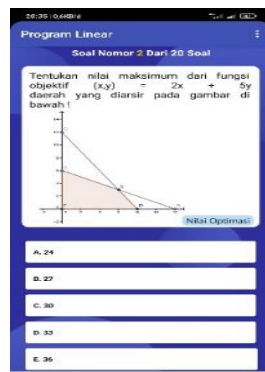 Program Linear
Soal Nomor 2 Dari 20 Soal
Tentukan nilai maksimum dari fungsi
objektif (x,y) = 2x + 5y
daerah yang diarsir pada gambar di
bawah !
Nilai Optimasi
A. 24
B. 27
C. 30
D. 33
E. 36